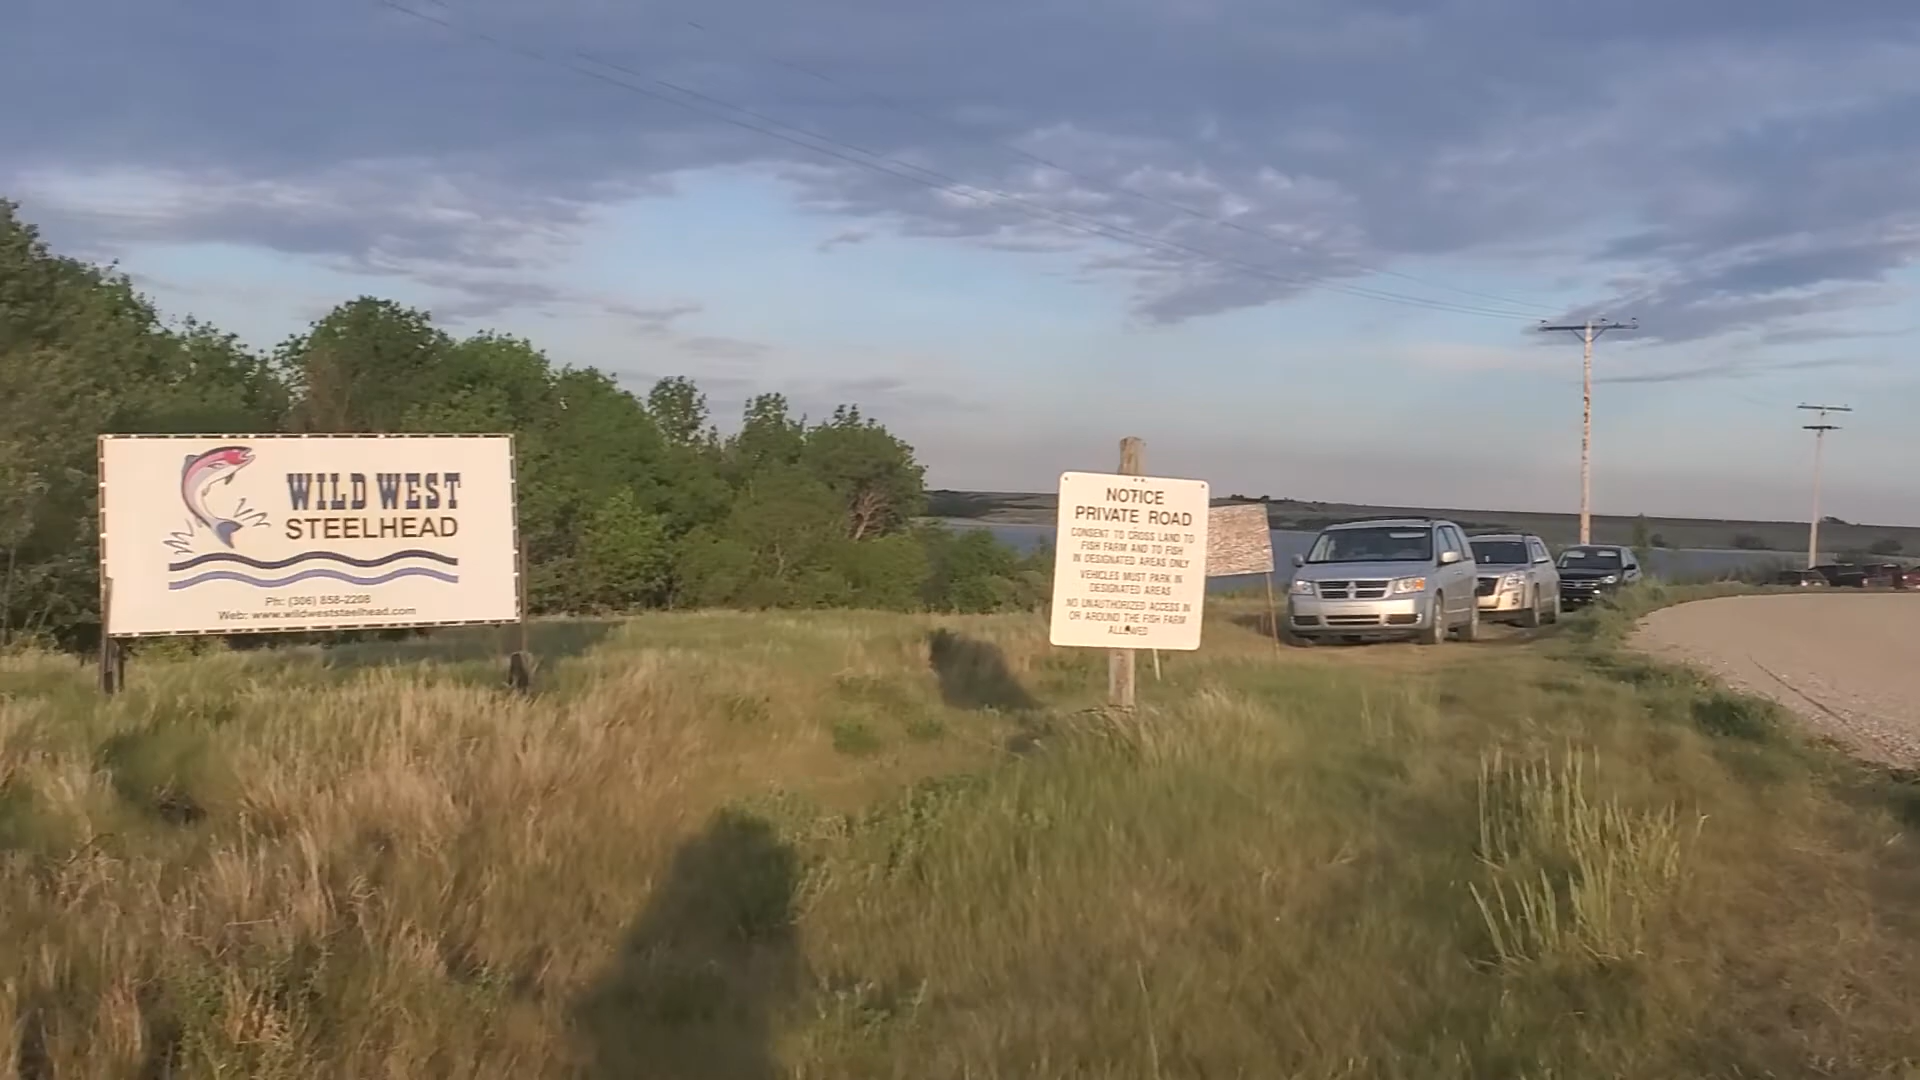 WILD WEST
STEELHEAD
Ph: (306) 858-2208
Web: www.wildweststeelhead.com
NOTICE
PRIVATE ROAD
CONSENT TO CROSS LAND TO
FISH FARM AND TO FISH
IN DESIGNATED AREAS ONLY
VEHICLES MUST PARK IN
DESIGNATED AREAS
NO UNAUTHORIZED ACCESS IN
OR AROUND THE FISH FARM
ALLOWED